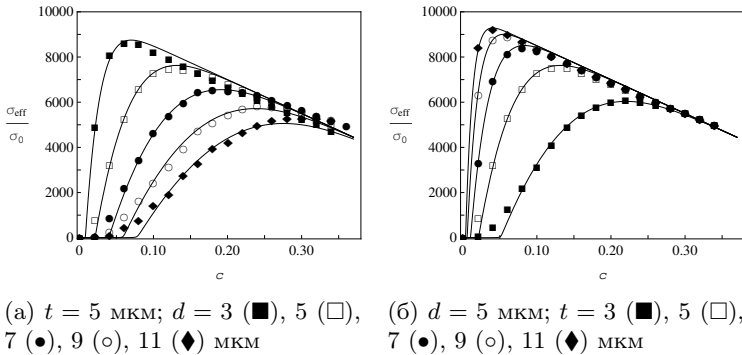 10000
8000
6000
4000
2000
0
σeff
σ0
0
0.10
0.20
0.30
c
10000
8000
6000
4000
2000
0
σeff
σ0
0
0.10
0.20
0.30
c
(а) t = 5 мкм; d = 3 (■), 5 (□),
7 (●), 9 (○), 11 (♦) мкм
(б) d = 5 мкм; t = 3 (■), 5 (□),
7 (●), 9 (○), 11 (♦) мкм